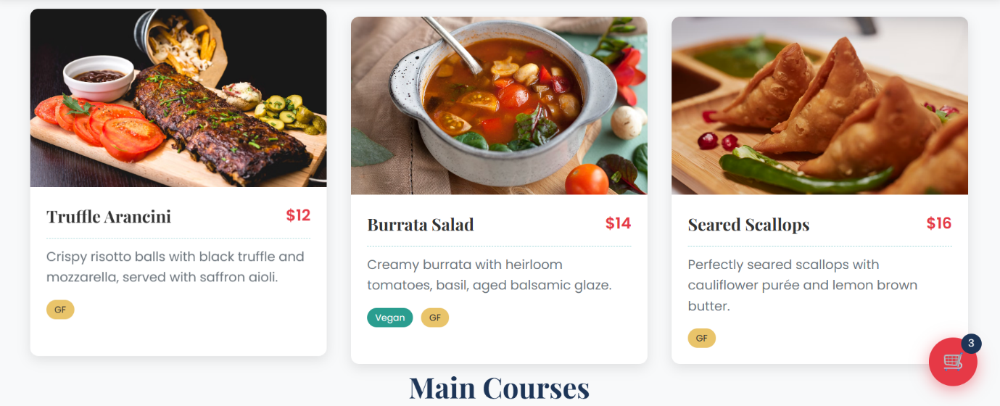 Truffle Arancini
$12
Crispy risotto balls with black truffle and
mozzarella, served with saffron aioli.
GF
Burrata Salad
$14
Creamy burrata with heirloom
tomatoes, basil, aged balsamic glaze.
Vegan
GF
Seared Scallops
$16
Perfectly seared scallops with
cauliflower purée and lemon brown
butter.
GF
3
Main Courses